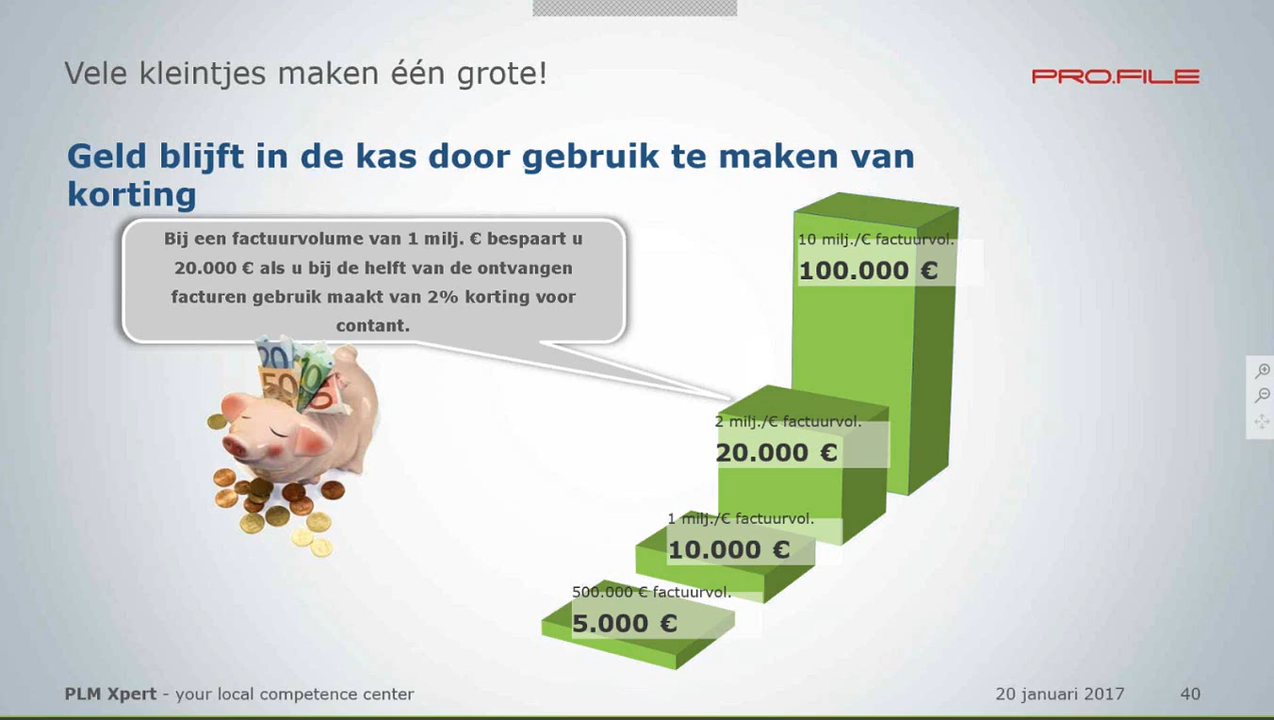 Vele kleintjes maken één grote!
PRO.FILE
Geld blijft in de kas door gebruik te maken van
korting
Bij een factuurvolume van 1 milj. € bespaart u
20.000 € als u bij de helft van de ontvangen
facturen gebruik maakt van 2% korting voor
contant.
10 milj./€ factuurvol.
100.000 €
2 milj./€ factuurvol.
20.000 €
1 milj./€ factuurvol.
10.000 €
500.000 € factuurvol.
5.000 €
20
10
50
PLM Xpert - your local competence center
20 januari 2017
40